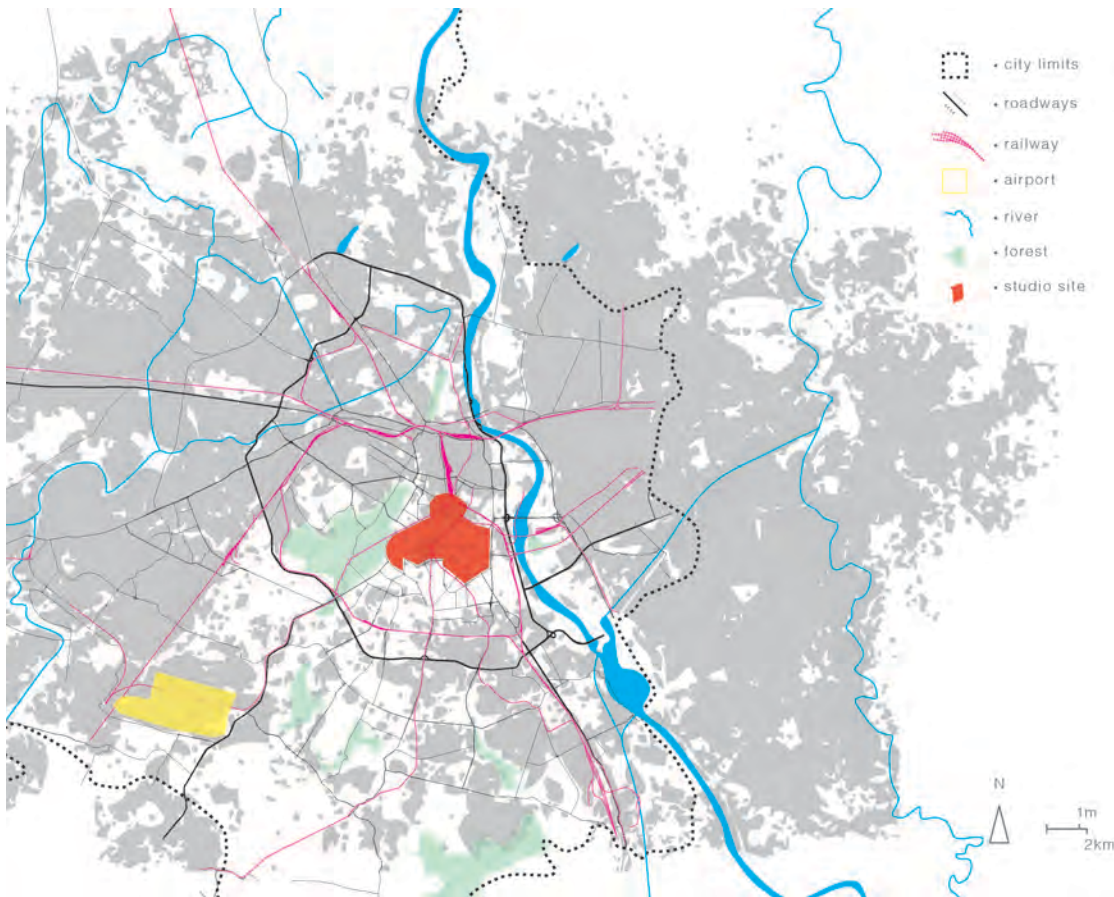 • city limits
• roadways
• railway
• airport
• river
• forest
• studio site
N
1m
2km